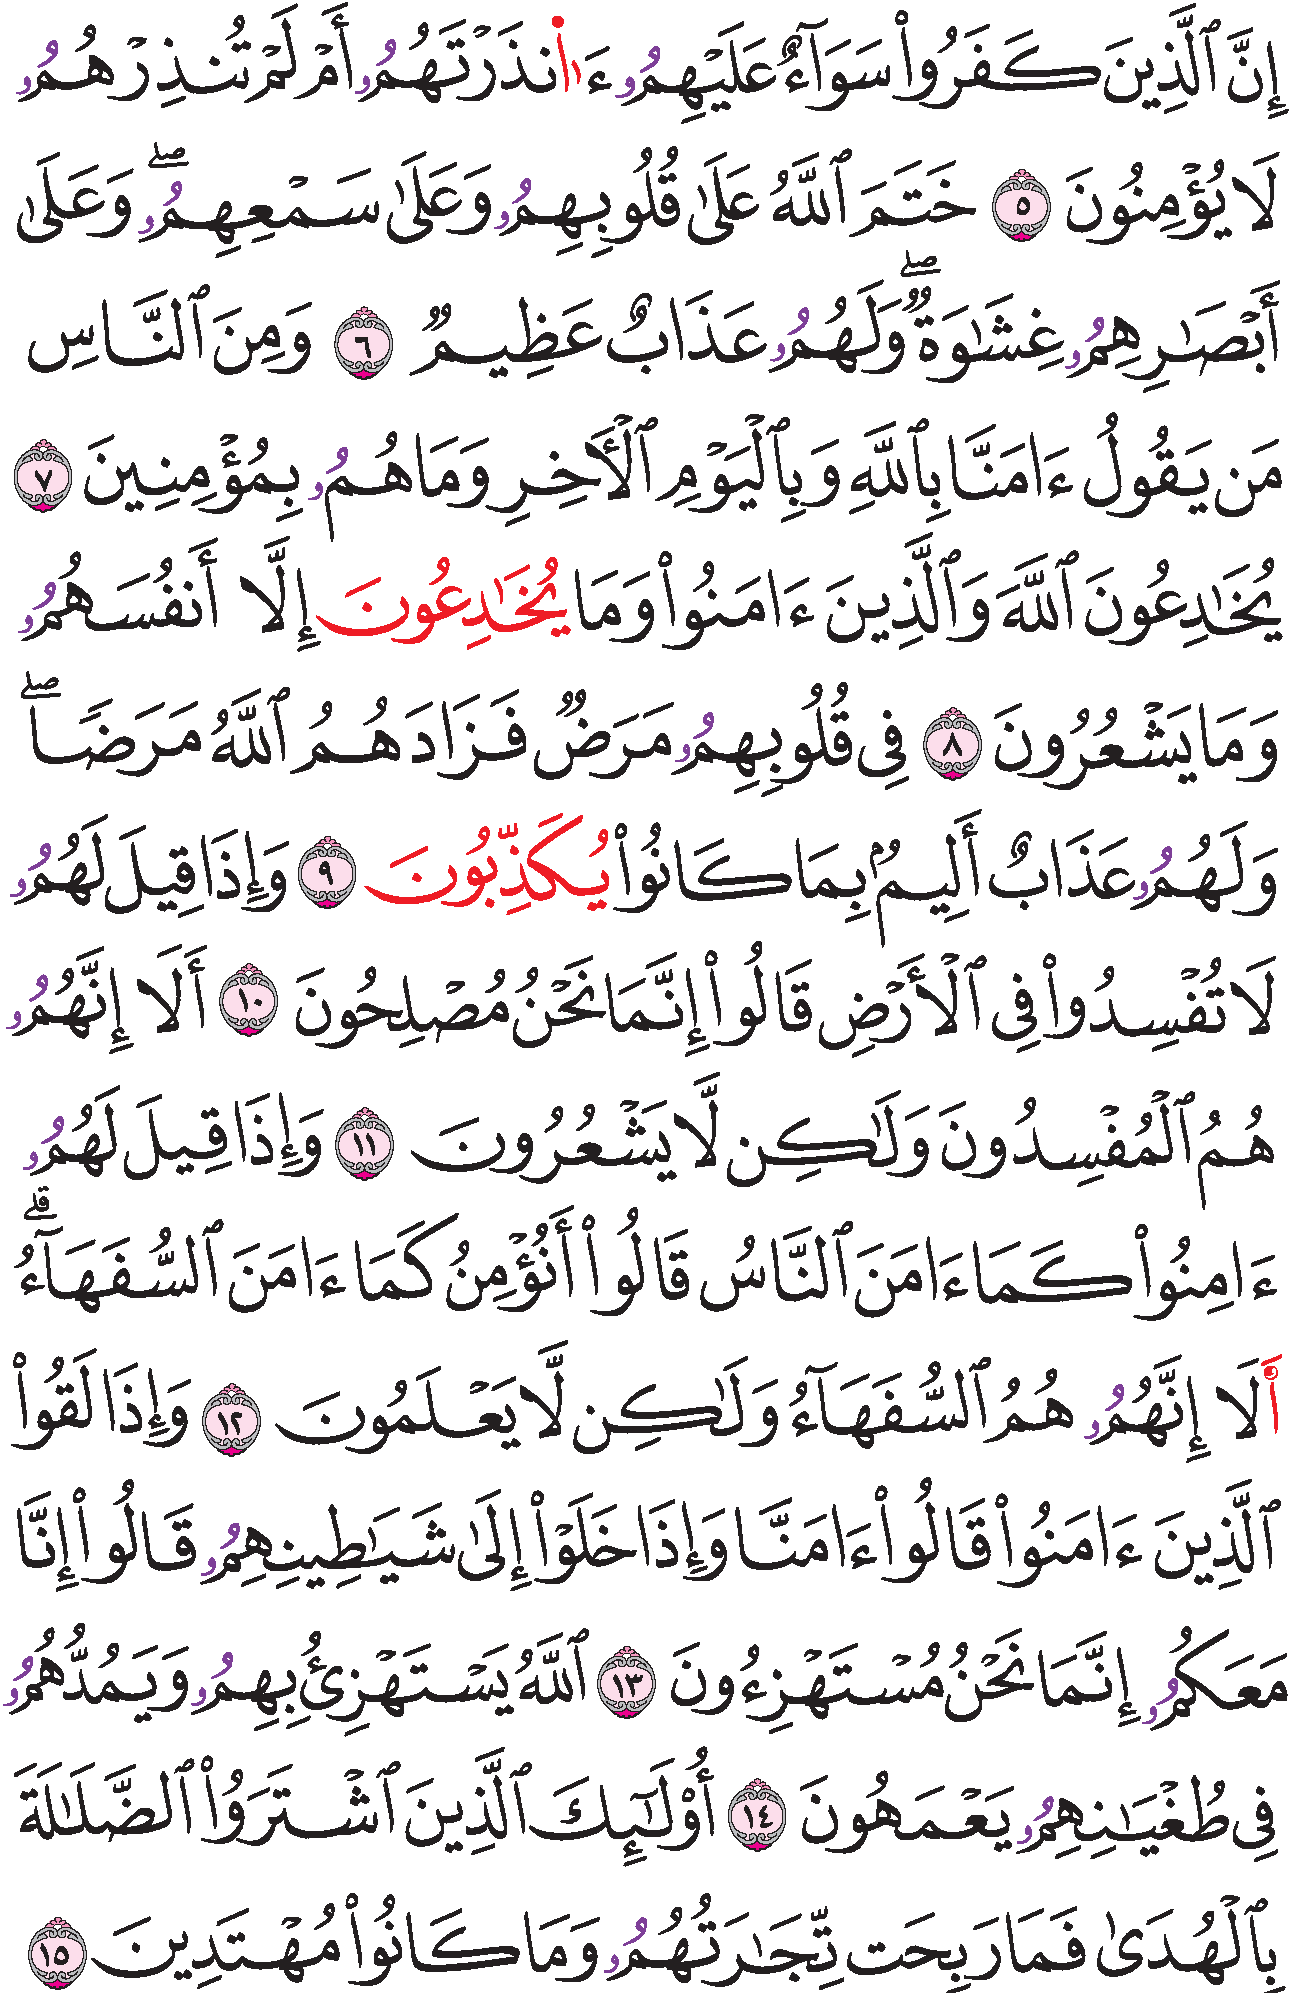 إِنَّ ٱلَّذِينَ كَفَرُواْ سَوَآءٌ عَلَيْهِمُۥ ءَا۬نذَرْتَهُمُۥ أَمْ لَمْ تُنذِرْهُمُۥ
لَا يُؤْمِنُونَ ٥ خَتَمَ ٱللَّهُ عَلَىٰ قُلُوبِهِمُۥ وَعَلَىٰ سَمْعِهِمُۥۖ وَعَلَىٰ
أَبْصَٰرِهِمُۥ غِشَٰوَةٌۖ وَلَهُمُۥ عَذَابٌ عَظِيمٌ ٦ وَمِنَ ٱلنَّاسِ
مَن يَقُولُ ءَامَنَّا بِٱللَّهِ وَبِٱلْيَوْمِ ٱلْأَخِرِ وَمَا هُمُۥ بِمُؤْمِنِينَ ٧
يُخَٰدِعُونَ ٱللَّهَ وَٱلَّذِينَ ءَامَنُواْ وَمَا يُخَٰدِعُونَ إِلَّا أَنفُسَهُمُۥ
وَمَا يَشْعُرُونَ ٨ فِى قُلُوبِهِمُۥ مَرَضٌ فَزَادَهُمُ ٱللَّهُ مَرَضًاۖ
وَلَهُمُۥ عَذَابٌ أَلِيمٌۢ بِمَا كَانُواْ يُكَذِّبُونَ ٩ وَإِذَا قِيلَ لَهُمُۥ
لَا تُفْسِدُواْ فِى ٱلْأَرْضِ قَالُواْ إِنَّمَا نَحْنُ مُصْلِحُونَ ١٠ أَلَا إِنَّهُمُۥ
هُمُ ٱلْمُفْسِدُونَ وَلَٰكِن لَّا يَشْعُرُونَ ١١ وَإِذَا قِيلَ لَهُمُۥ
ءَامِنُواْ كَمَا ءَامَنَ ٱلنَّاسُ قَالُواْ أَنُؤْمِنُ كَمَا ءَامَنَ ٱلسُّفَهَآءُۗ
أَلَا إِنَّهُمُۥ هُمُ ٱلسُّفَهَآءُ وَلَٰكِن لَّا يَعْلَمُونَ ١٢ وَإِذَا لَقُواْ
ٱلَّذِينَ ءَامَنُواْ قَالُواْ ءَامَنَّا وَإِذَا خَلَوْاْ إِلَىٰ شَيَٰطِينِهِمُۥ قَالُواْ إِنَّا
مَعَكُمُۥ إِنَّمَا نَحْنُ مُسْتَهْزِءُونَ ١٣ ٱللَّهُ يَسْتَهْزِئُ بِهِمُۥ وَيَمُدُّهُمُۥ
فِى طُغْيَٰنِهِمُۥ يَعْمَهُونَ ١٤ أُوْلَٰٓئِكَ ٱلَّذِينَ ٱشْتَرَوُاْ ٱلضَّلَٰلَةَ
بِٱلْهُدَىٰ فَمَا رَبِحَت تِّجَٰرَتُهُمُۥ وَمَا كَانُواْ مُهْتَدِينَ ١٥